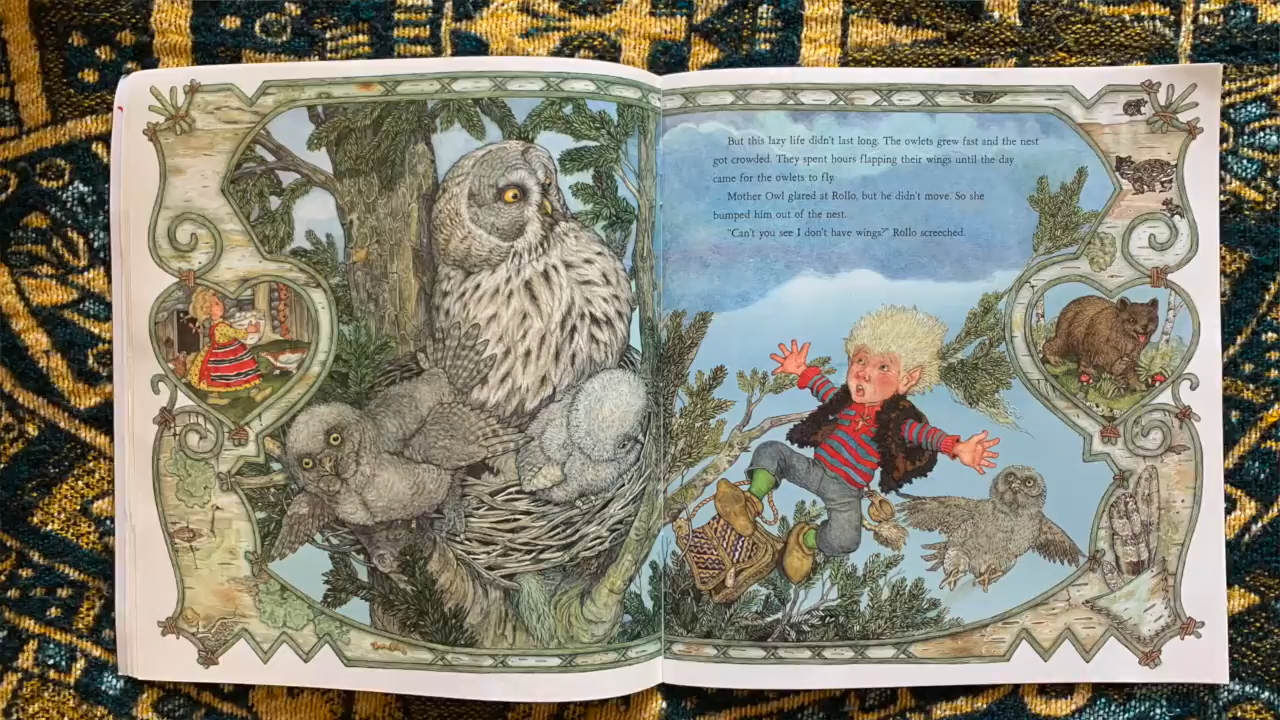 But this lazy life didn't last long. The owlets grew fast and the nest
got crowded. They spent hours flapping their wings until the day
came for the owlets to fly.
Mother Owl glared at Rollo, but he didn't move. So she
bumped him out of the nest.
"Can't you see I don't have wings?" Rollo screeched.